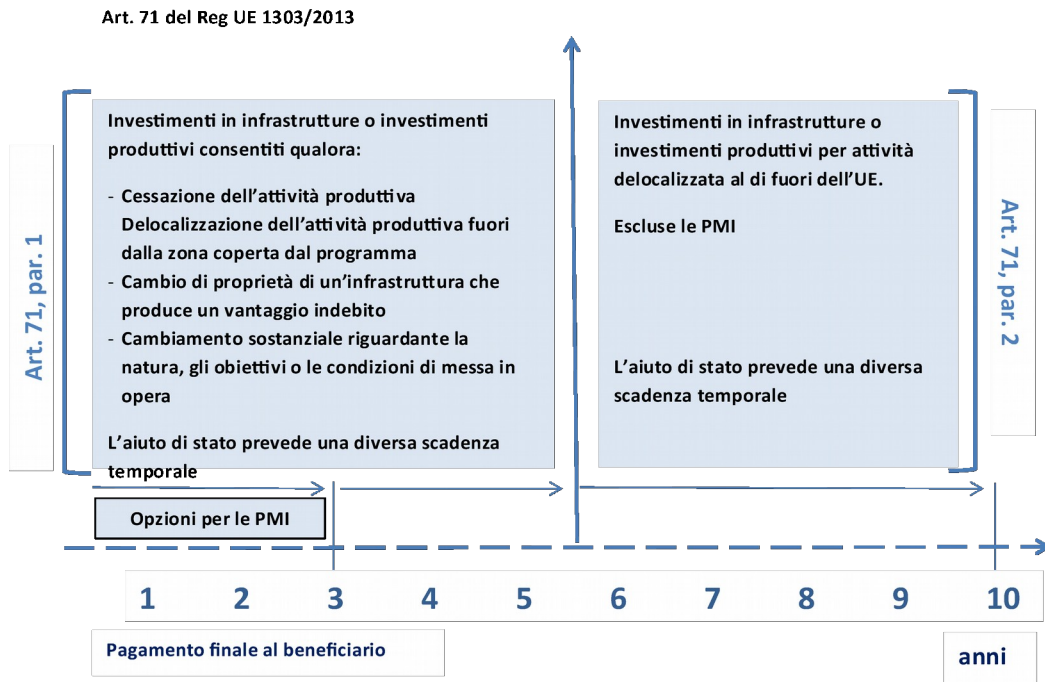 Art. 71 del Reg UE 1303/2013
Art. 71, par. 1
Investimenti in infrastrutture o investimenti
produttivi consentiti qualora:
- Cessazione dell’attività produttiva
Delocalizzazione dell’attività produttiva fuori
dalla zona coperta dal programma
- Cambio di proprietà di un’infrastruttura che
produce un vantaggio indebito
- Cambiamento sostanziale riguardante la
natura, gli obiettivi o le condizioni di messa in
opera
L’aiuto di stato prevede una diversa scadenza
temporale
Investimenti in infrastrutture o
investimenti produttivi per attività
delocalizzata al di fuori dell’UE.
Escluse le PMI
L’aiuto di stato prevede una diversa
scadenza temporale
Art. 71, par. 2
Opzioni per le PMI
1 2 3 4 5 6 7 8 9 10
Pagamento finale al beneficiario
anni